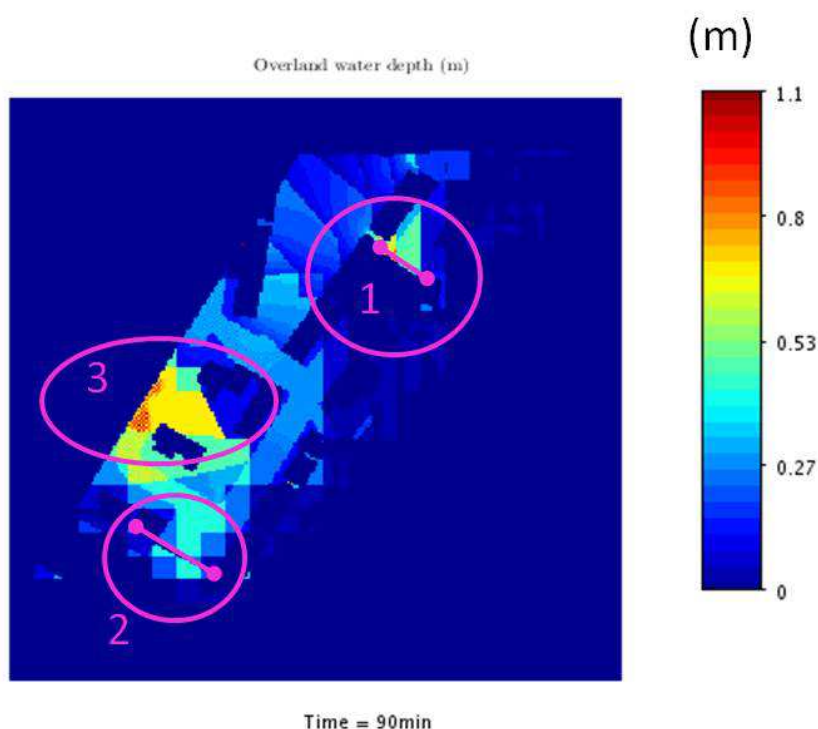 (m)
Overland water depth (m)
1.1
0.8
0.53
0.27
0
1
3
2
Time = 90min